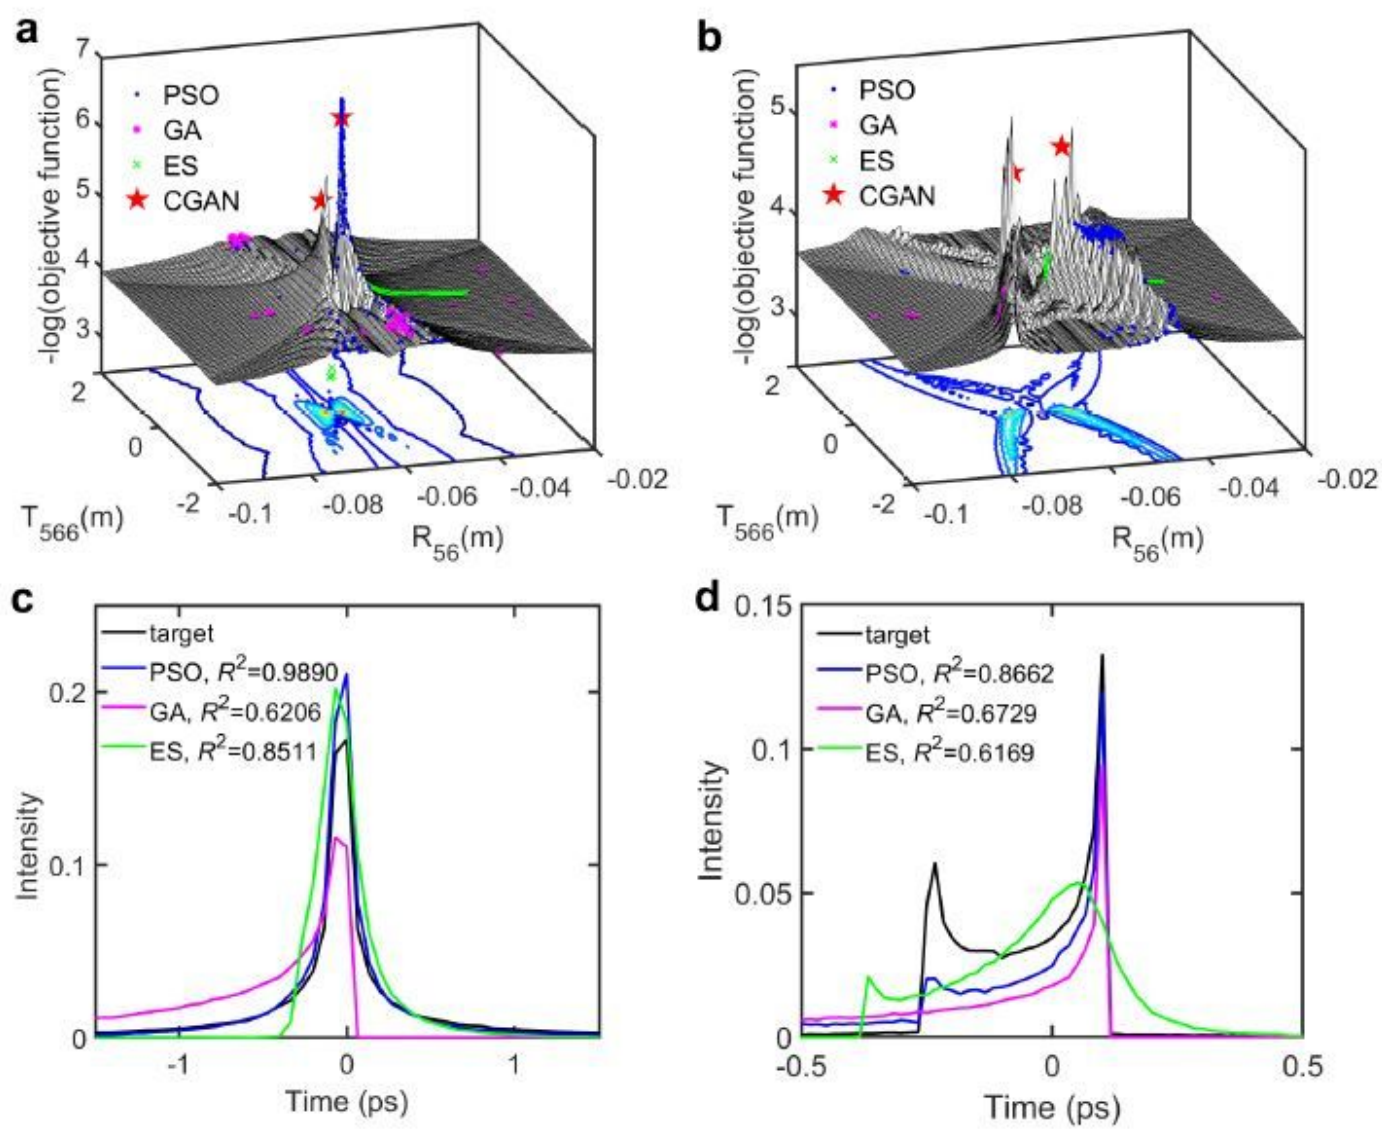 a
7
6
5
4
3
-log(objective function)
PSO
GA
ES
CGAN
2
0
-2
T566(m)
-0.1
-0.08
-0.06
-0.04
-0.02
R56(m)
b
5
4
3
-log(objective function)
PSO
GA
ES
CGAN
2
0
-2
T566(m)
-0.1
-0.08
-0.06
-0.04
-0.02
R56(m)
c
target
PSO, R2=0.9890
GA, R2=0.6206
ES, R2=0.8511
0.2
0.1
0
Intensity
-1
0
1
Time (ps)
d
0.15
0.1
0.05
0
Intensity
target
PSO, R2=0.8662
GA, R2=0.6729
ES, R2=0.6169
-0.5
0
0.5
Time (ps)